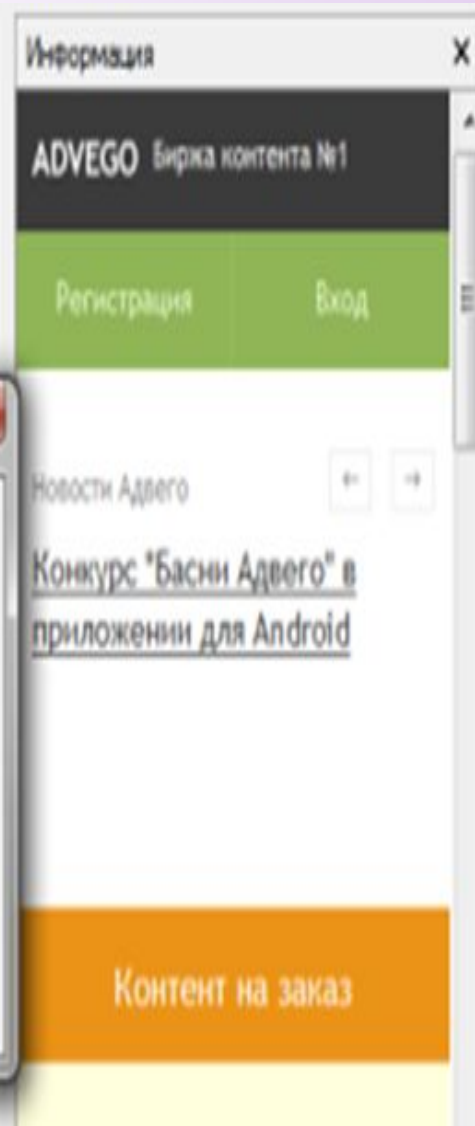 Информация
ADVEGO Биржа контента №1
Регистрация Вход
Новости Адвего
Конкурс "Басни Адвего" в
приложении для Android
Контент на заказ